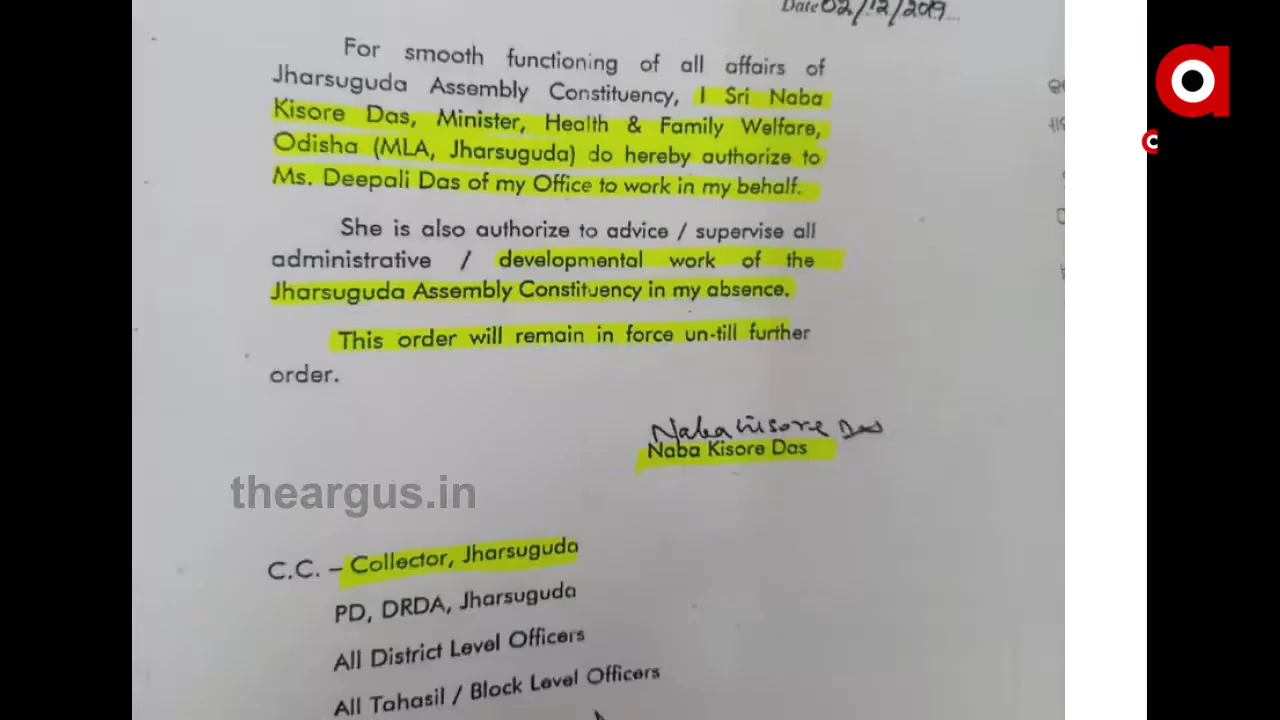 Date 02/12/2019...
For smooth functioning of all affairs of
Jharsuguda Assembly Constituency, I Sri Naba
Kisore Das, Minister, Health & Family Welfare,
Odisha (MLA, Jharsuguda) do hereby authorize to
Ms. Deepali Das of my Office to work in my behalf.
She is also authorize to advice / supervise all
administrative / developmental work of the
Jharsuguda Assembly Constituency in my absence.
This order will remain in force un-till further
order.
Naba Kisore Das
Naba Kisore Das
theargus.in
C.C. – Collector, Jharsuguda
PD, DRDA, Jharsuguda
All District Level Officers
All Tahasil / Block Level Officers